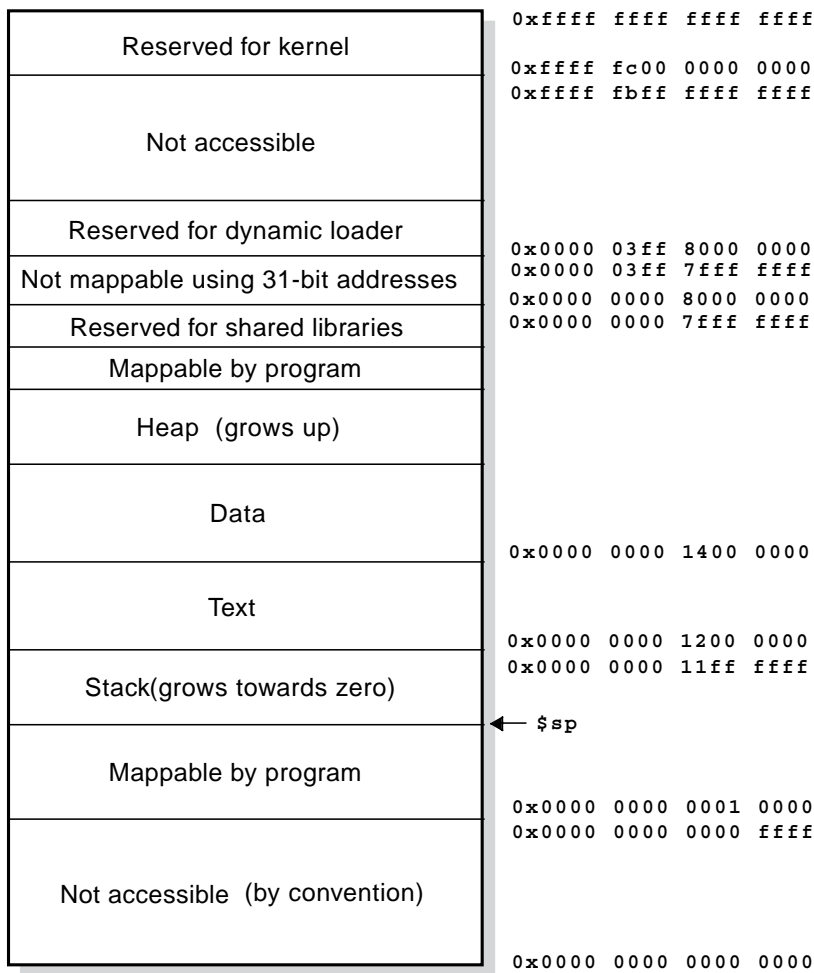 0xffff ffff ffff ffff
Reserved for kernel
0xffff fc00 0000 0000
0xffff fbff ffff ffff
Not accessible
Reserved for dynamic loader
0x0000 03ff 8000 0000
0x0000 03ff 7fff ffff
Not mappable using 31-bit addresses
0x0000 0000 8000 0000
0x0000 0000 7fff ffff
Reserved for shared libraries
Mappable by program
Heap (grows up)
Data
0x0000 0000 1400 0000
Text
0x0000 0000 1200 0000
0x0000 0000 11ff ffff
Stack(grows towards zero)
$sp
Mappable by program
0x0000 0000 0001 0000
0x0000 0000 0000 ffff
Not accessible (by convention)
0x0000 0000 0000 0000